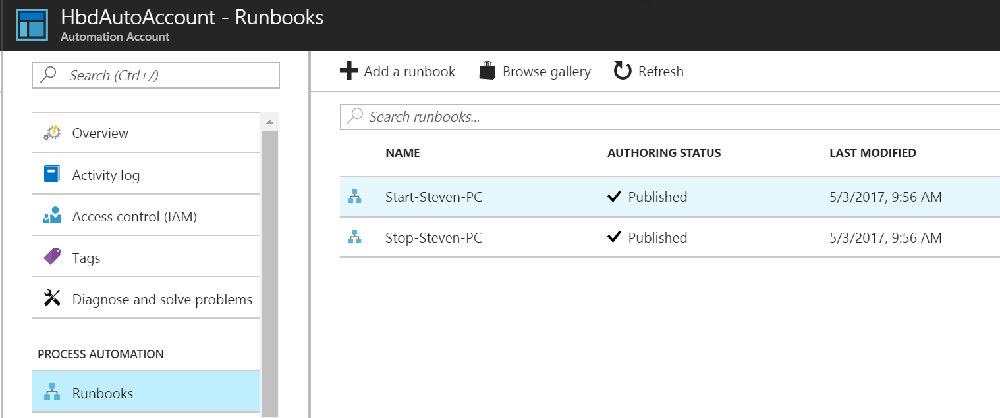 HbdAutoAccount - Runbooks
Automation Account
Search (Ctrl+/)
Overview
Activity log
Access control (IAM)
Tags
Diagnose and solve problems
PROCESS AUTOMATION
Runbooks
Add a runbook Browse gallery Refresh
Search runbooks...
NAME AUTHORING STATUS LAST MODIFIED
Start-Steven-PC Published 5/3/2017, 9:56 AM
Stop-Steven-PC Published 5/3/2017, 9:56 AM